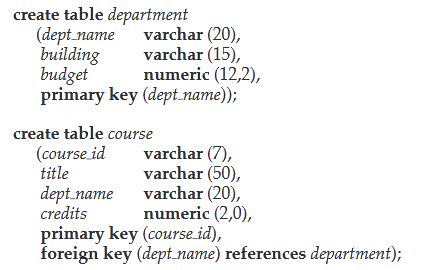 create table department
(dept_name varchar (20),
building varchar (15),
budget numeric (12,2),
primary key (dept_name));
create table course
(course_id varchar (7),
title varchar (50),
dept_name varchar (20),
credits numeric (2,0),
primary key (course_id),
foreign key (dept_name) references department);